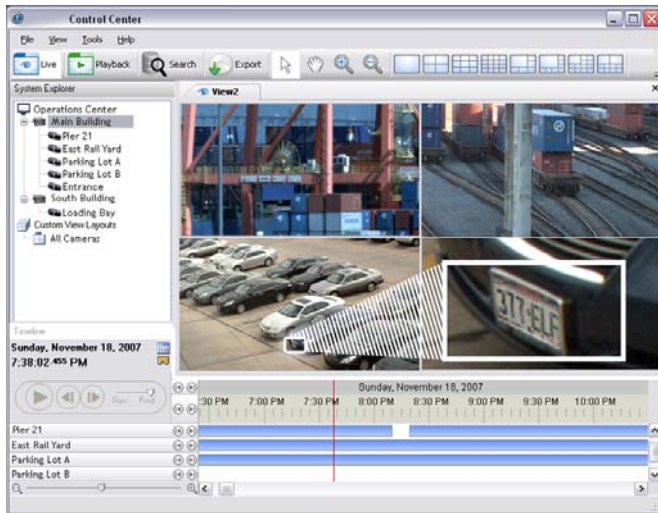 Control Center
File View Tools Help
Live Playback Search Export
System Explorer
View2
Operations Center
Main Building
Pier 21
East Rail Yard
Parking Lot A
Parking Lot B
Entrance
South Building
Loading Bay
Custom View Layouts
All Cameras
377 ELF
Timeline
Sunday, November 18, 2007
7:38:02.455 PM
Sunday, November 18, 2007
:30 PM 7:00 PM 7:30 PM 8:00 PM 8:30 PM 9:00 PM 9:30 PM 10:00 PM
Pier 21
East Rail Yard
Parking Lot A
Parking Lot B